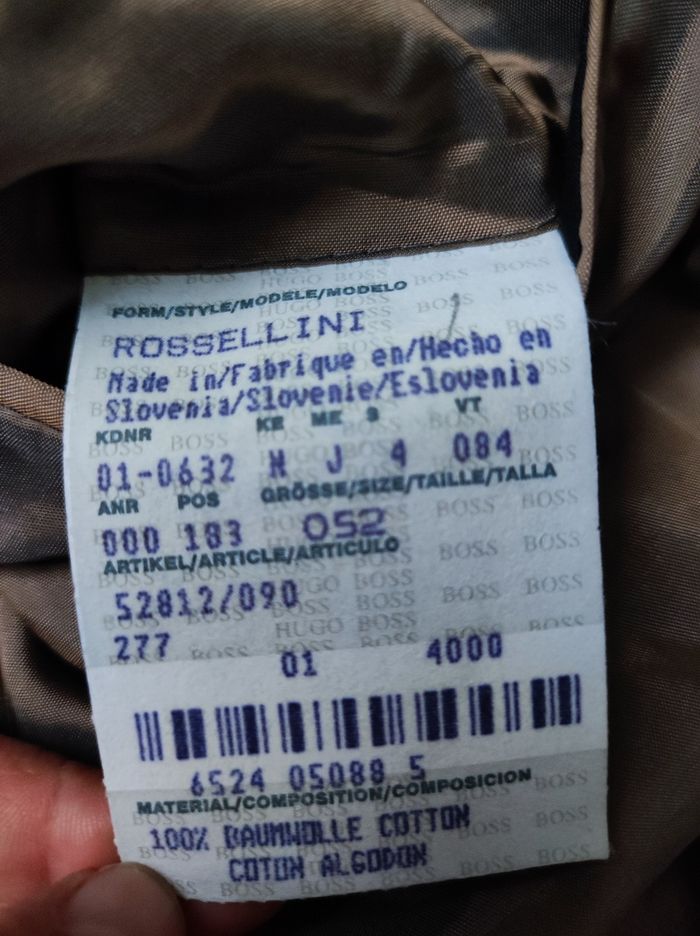 FORM/STYLE/MODELE/MODELO
ROSSELLINI
Made in/Fabrique en/Hecho en
Slovenia/Slovenie/Eslovenia
KDNR KE ME S VT
01-0632 N J 4 084
ANR POS GRÖSSE/SIZE/TAILLE/TALLA
000 183 052
ARTIKEL/ARTICLE/ARTICULO
52812/090
277 01 4000
6524 05088 5
MATERIAL/COMPOSITION/COMPOSICION
100% BAUMWOLLE COTTON
COTON ALGODON